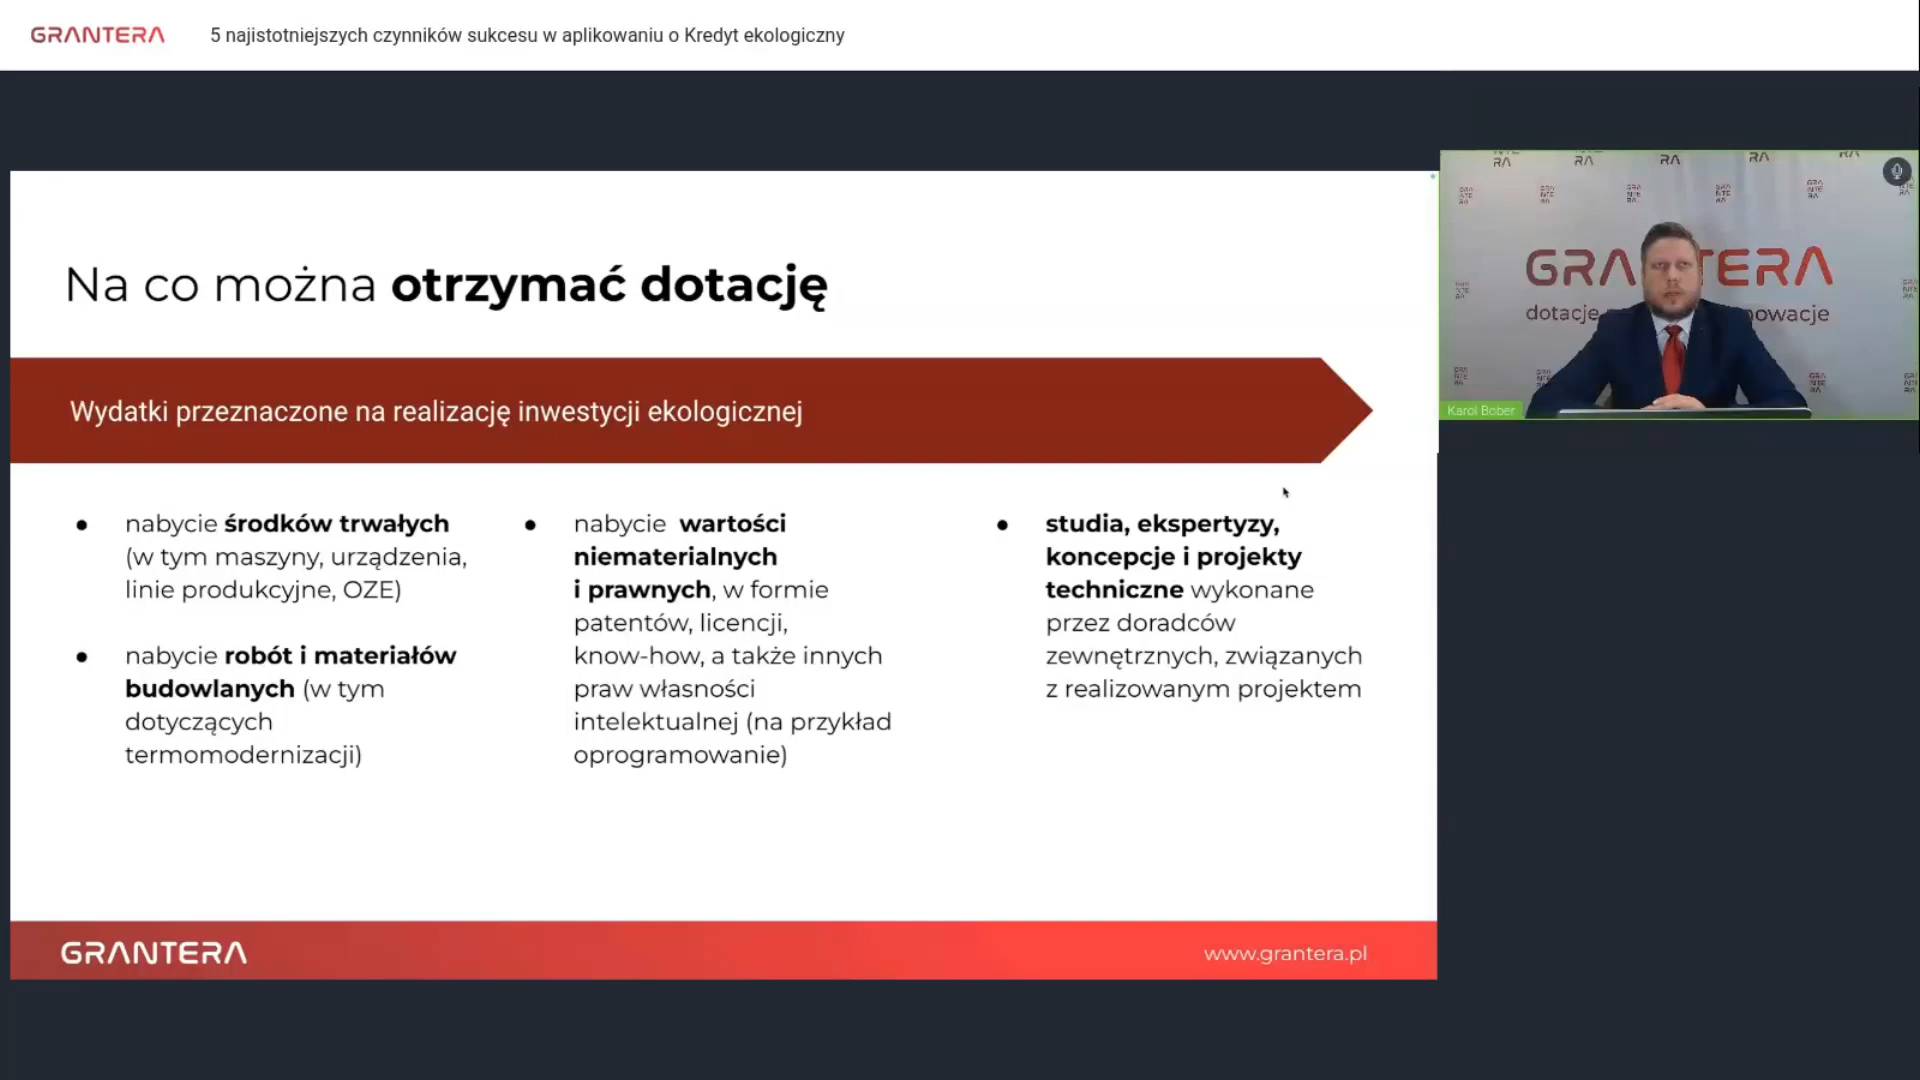 GRANTERA
5 najistotniejszych czynników sukcesu w aplikowaniu o Kredyt ekologiczny
Na co można otrzymać dotację
Wydatki przeznaczone na realizację inwestycji ekologicznej
● nabycie środków trwałych
(w tym maszyny, urządzenia,
linie produkcyjne, OZE)
● nabycie robót i materiałów
budowlanych (w tym
dotyczących
termomodernizacji)
● nabycie wartości
niematerialnych
i prawnych, w formie
patentów, licencji,
know-how, a także innych
praw własności
intelektualnej (na przykład
oprogramowanie)
● studia, ekspertyzy,
koncepcje i projekty
techniczne wykonane
przez doradców
zewnętrznych, związanych
z realizowanym projektem
GRANTERA
www.grantera.pl
GRA TERA
dotacje nowacje
Karol Bober